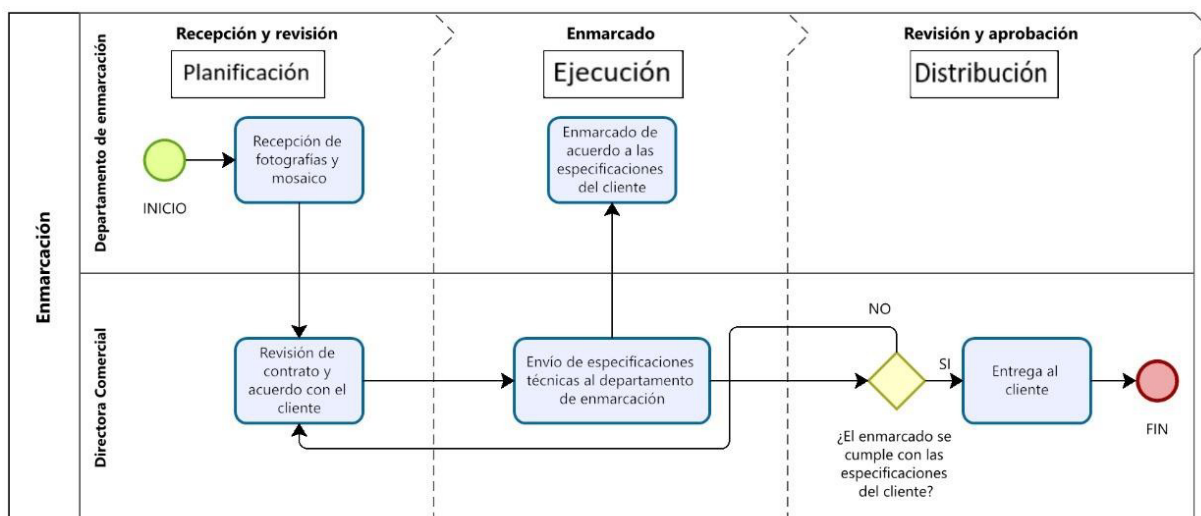 Enmarcación
Departamento de enmarcación
Directora Comercial
Recepción y revisión
Planificación
Enmarcado
Ejecución
Revisión y aprobación
Distribución
INICIO
Recepción de
fotografías y
mosaico
Enmarcado de
acuerdo a las
especificaciones
del cliente
Revisión de
contrato y
acuerdo con el
cliente
Envío de especificaciones
técnicas al departamento
de enmarcación
NO
SI
¿El enmarcado se
cumple con las
especificaciones
del cliente?
Entrega al
cliente
FIN